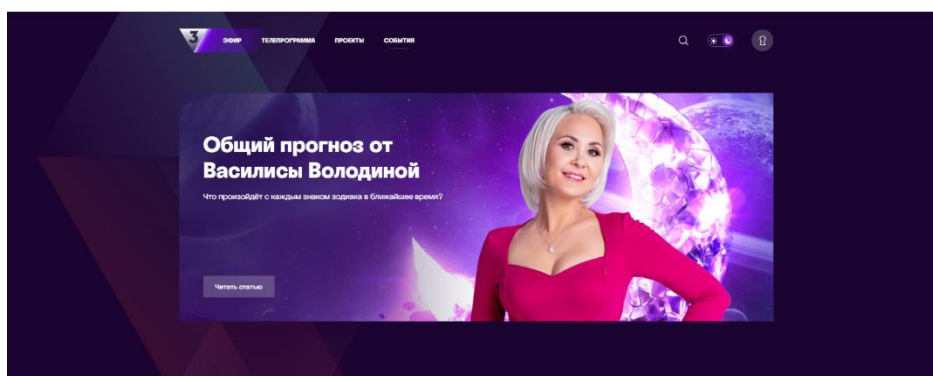 3
ЭФИР ТЕЛЕПРОГРАММА ПРОЕКТЫ СОБЫТИЯ
Общий прогноз от
Василисы Володиной
Что произойдёт с каждым знаком зодиака в ближайшее время?
Читать статью